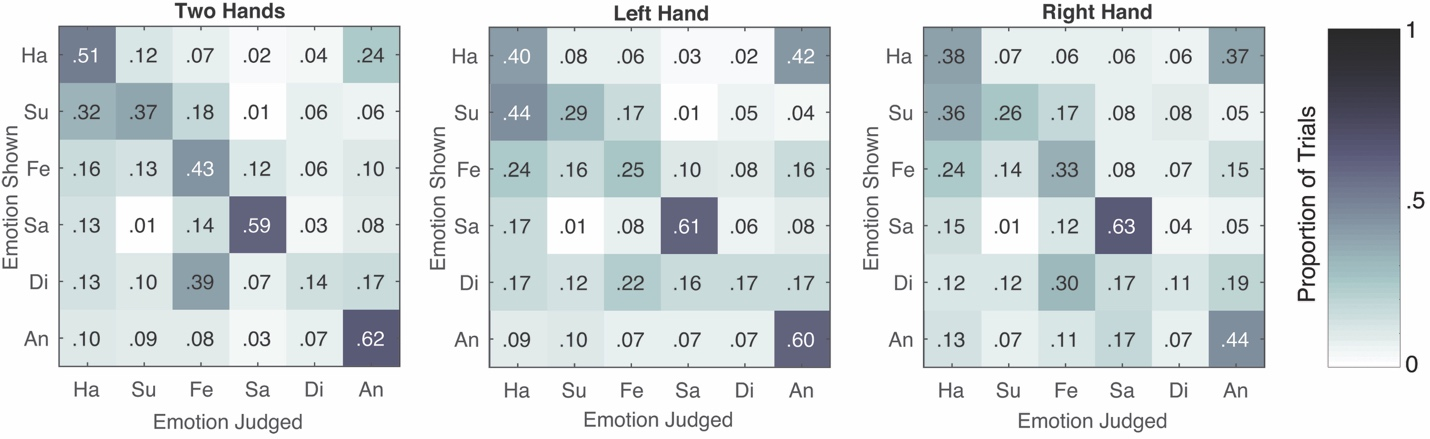 Two Hands
Left Hand
Right Hand
Emotion Shown
Ha .51 .12 .07 .02 .04 .24
Su .32 .37 .18 .01 .06 .06
Fe .16 .13 .43 .12 .06 .10
Sa .13 .01 .14 .59 .03 .08
Di .13 .10 .39 .07 .14 .17
An .10 .09 .08 .03 .07 .62
Ha Su Fe Sa Di An
Emotion Judged
Emotion Shown
Ha .40 .08 .06 .03 .02 .42
Su .44 .29 .17 .01 .05 .04
Fe .24 .16 .25 .10 .08 .16
Sa .17 .01 .08 .61 .06 .08
Di .17 .12 .22 .16 .17 .17
An .09 .10 .07 .07 .07 .60
Ha Su Fe Sa Di An
Emotion Judged
Emotion Shown
Ha .38 .07 .06 .06 .06 .37
Su .36 .26 .17 .08 .08 .05
Fe .24 .14 .33 .08 .07 .15
Sa .15 .01 .12 .63 .04 .05
Di .12 .12 .30 .17 .11 .19
An .13 .07 .11 .17 .07 .44
Ha Su Fe Sa Di An
Emotion Judged
Proportion of Trials
1
.5
0